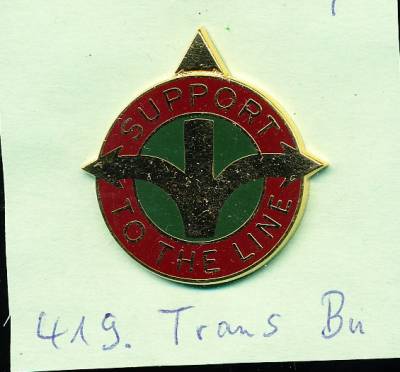 SUPPORT
TO THE LINE
419. Trans Bn